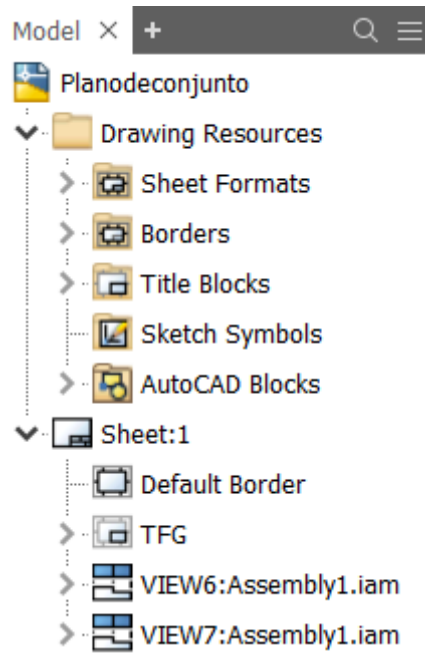 Model
Planodeconjunto
Drawing Resources
Sheet Formats
Borders
Title Blocks
Sketch Symbols
AutoCAD Blocks
Sheet:1
Default Border
TFG
VIEW6:Assembly1.iam
VIEW7:Assembly1.iam